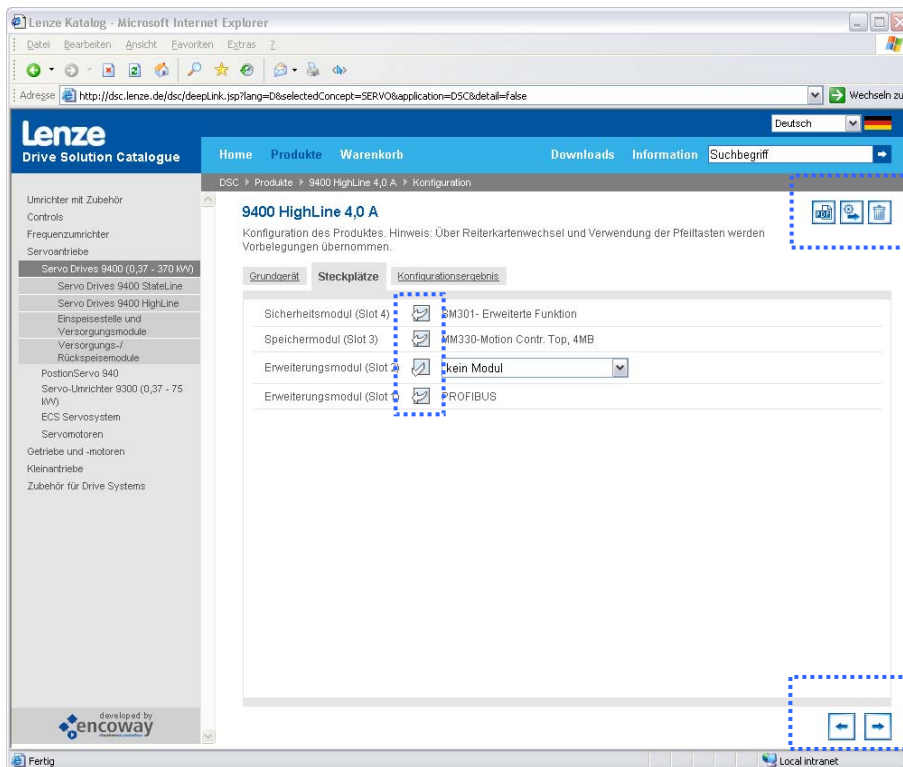 Lenze Katalog - Microsoft Internet Explorer
Datei Bearbeiten Ansicht Favoriten Extras ?
Adresse http://dsc.lenze.de/dsc/deepLink.jsp?lang=D&selectedConcept=SERVO&application=DSC&detail=false Wechseln zu
Deutsch
Lenze
Drive Solution Catalogue
Home Produkte Warenkorb Downloads Information Suchbegriff
DSC Produkte 9400 HighLine 4,0 A Konfiguration
Umrichter mit Zubehör
Controls
Frequenzumrichter
Servoantriebe
Servo Drives 9400 (0,37 - 370 kW)
Servo Drives 9400 StateLine
Servo Drives 9400 HighLine
Einspeisestelle und
Versorgungsmodule
Versorgungs-/
Rückspeisemodule
PostionServo 940
Servo-Umrichter 9300 (0,37 - 75
kW)
ECS Servosystem
Servomotoren
Getriebe und -motoren
Kleinantriebe
Zubehör für Drive Systems
9400 HighLine 4,0 A
PDF
Konfiguration des Produktes. Hinweis: Über Reiterkartenwechsel und Verwendung der Pfeiltasten werden
Vorbelegungen übernommen.
Grundgerät Steckplätze Konfigurationsergebnis
Sicherheitsmodul (Slot 4) SM301- Erweiterte Funktion
Speichermodul (Slot 3) MM330-Motion Contr. Top, 4MB
Erweiterungsmodul (Slot 2) kein Modul
Erweiterungsmodul (Slot 1) PROFIBUS
developed by
encoway
Fertig Local intranet